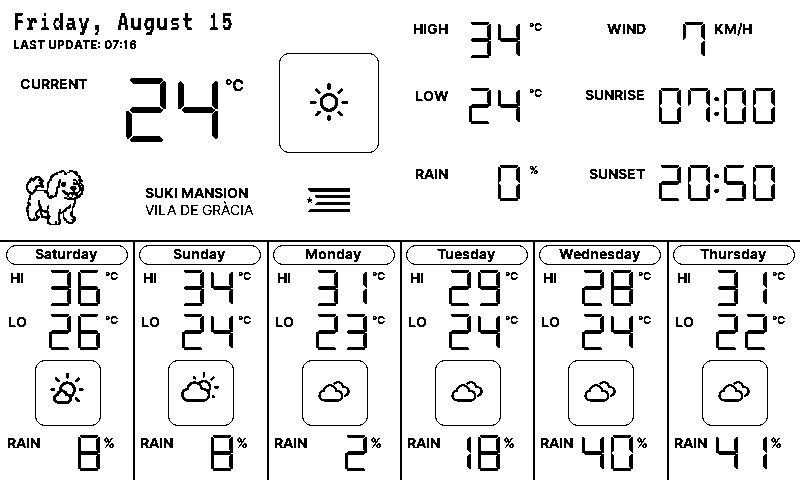 Friday, August 15
LAST UPDATE: 07:16
CURRENT 24 °C
SUKI MANSION
VILA DE GRÀCIA
HIGH 34 °C
LOW 24 °C
RAIN 0 %
WIND 7 KM/H
SUNRISE 07:00
SUNSET 20:50
Saturday
HI 36 °C
LO 26 °C
RAIN 8 %
Sunday
HI 34 °C
LO 24 °C
RAIN 8 %
Monday
HI 31 °C
LO 23 °C
RAIN 2 %
Tuesday
HI 29 °C
LO 24 °C
RAIN 18 %
Wednesday
HI 28 °C
LO 24 °C
RAIN 40 %
Thursday
HI 31 °C
LO 22 °C
RAIN 41 %